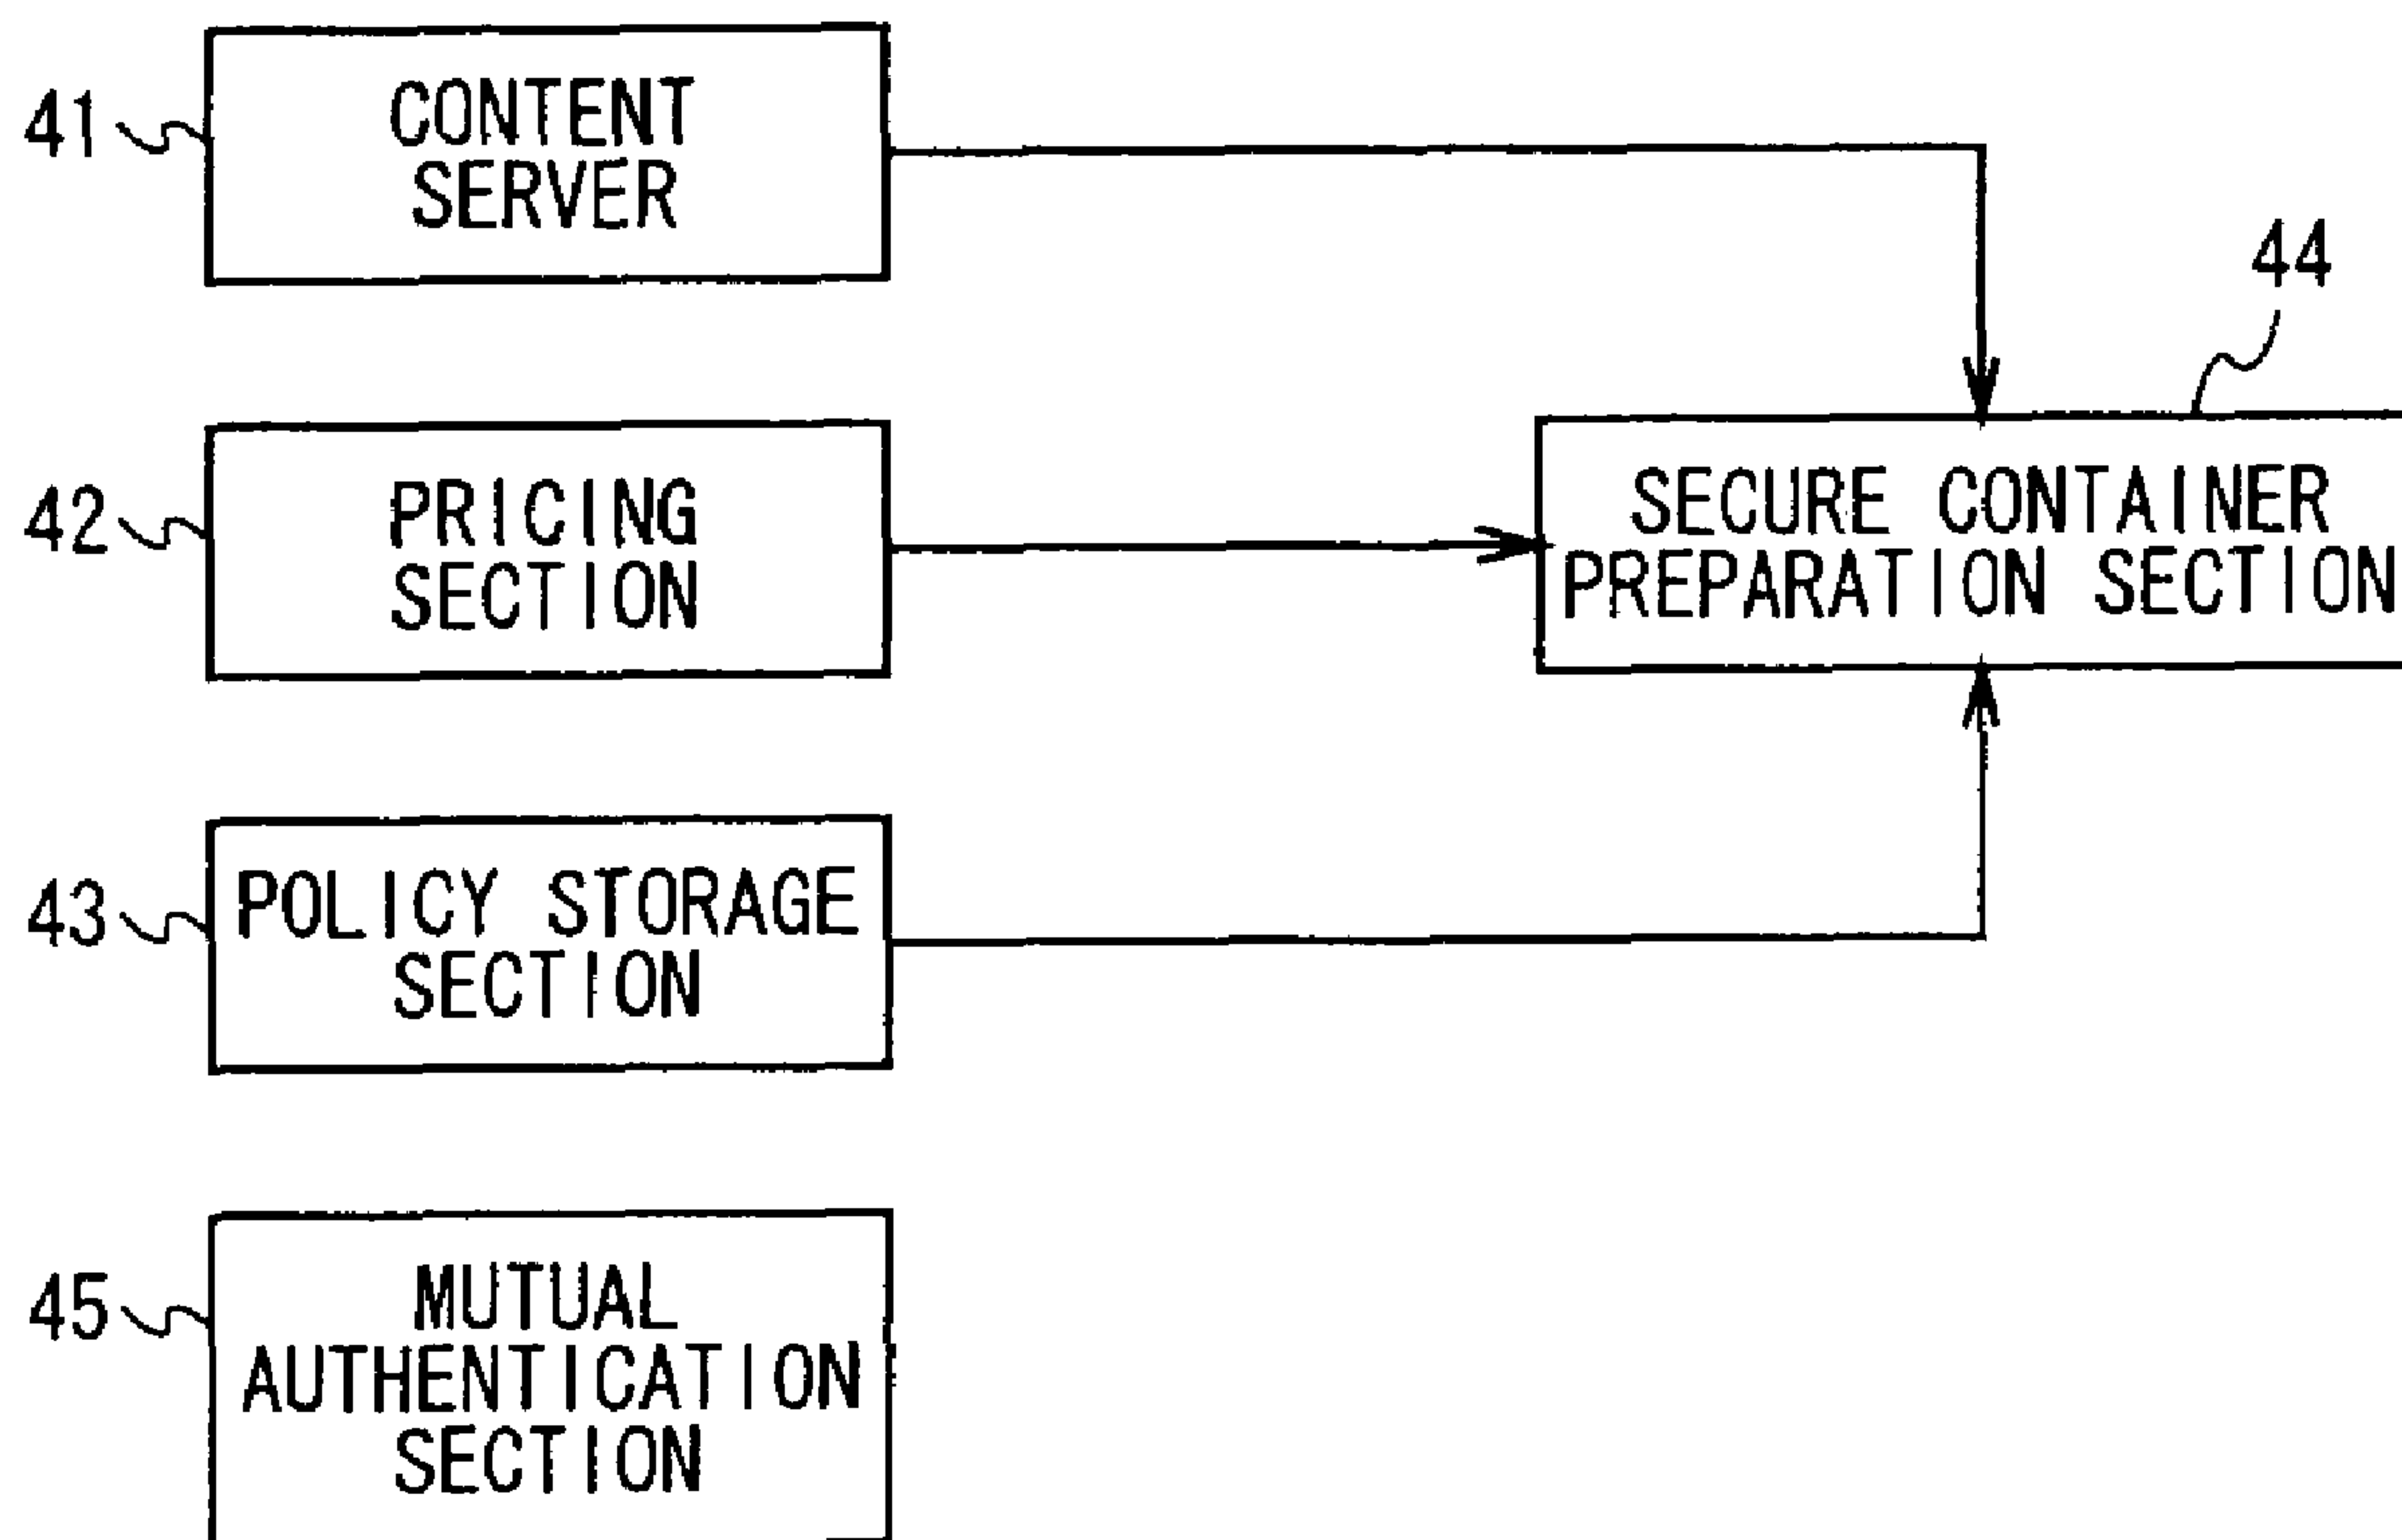 41
CONTENT
SERVER
44
42
PRICING
SECTION
SECURE CONTAINER
PREPARATION SECTION
43
POLICY STORAGE
SECTION
45
MUTUAL
AUTHENTICATION
SECTION